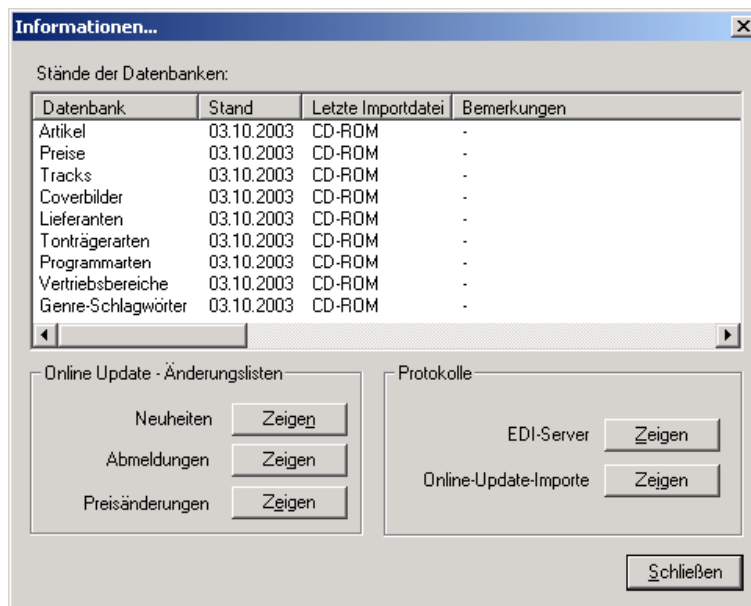 Informationen...
Stände der Datenbanken:
Datenbank Stand Letzte Importdatei Bemerkungen
Artikel 03.10.2003 CD-ROM -
Preise 03.10.2003 CD-ROM -
Tracks 03.10.2003 CD-ROM -
Coverbilder 03.10.2003 CD-ROM -
Lieferanten 03.10.2003 CD-ROM -
Tonträgerarten 03.10.2003 CD-ROM -
Programmarten 03.10.2003 CD-ROM -
Vertriebsbereiche 03.10.2003 CD-ROM -
Genre-Schlagwörter 03.10.2003 CD-ROM -
Online Update - Änderungslisten
Neuheiten Zeigen
Abmeldungen Zeigen
Preisänderungen Zeigen
Protokolle
EDI-Server Zeigen
Online-Update-Importe Zeigen
Schließen